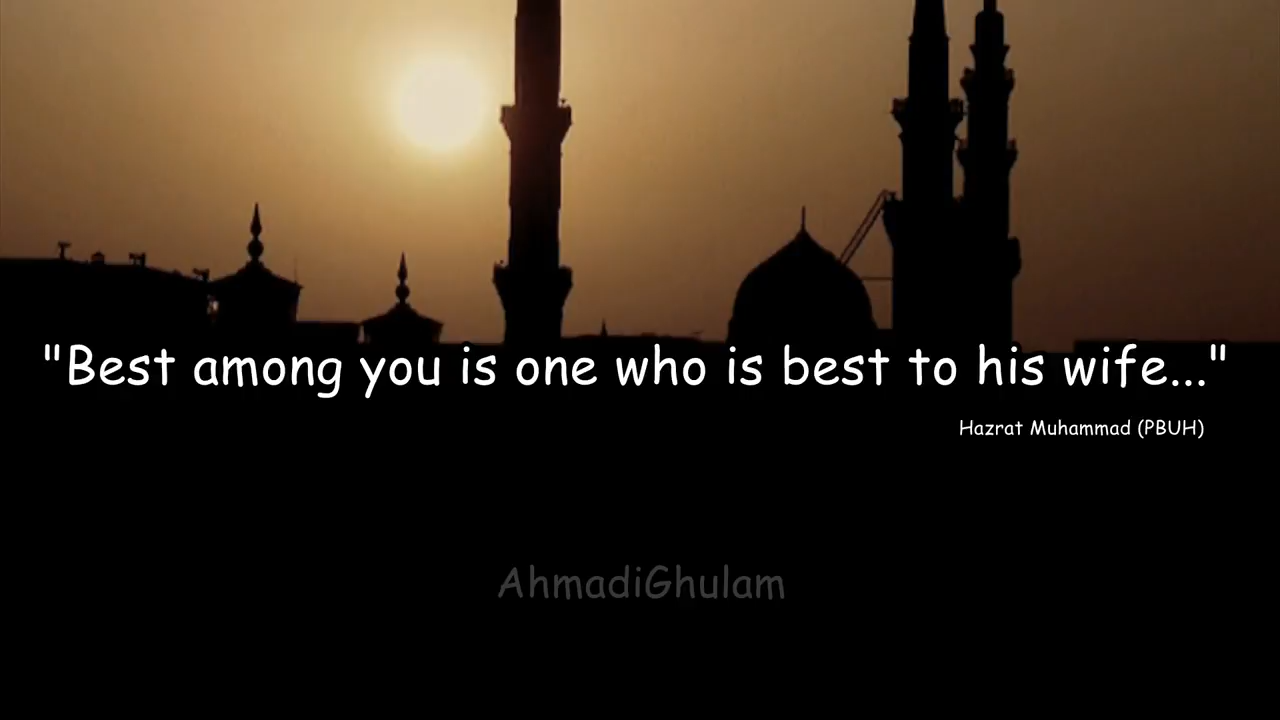 "Best among you is one who is best to his wife..."
Hazrat Muhammad (PBUH)
AhmadiGhulam